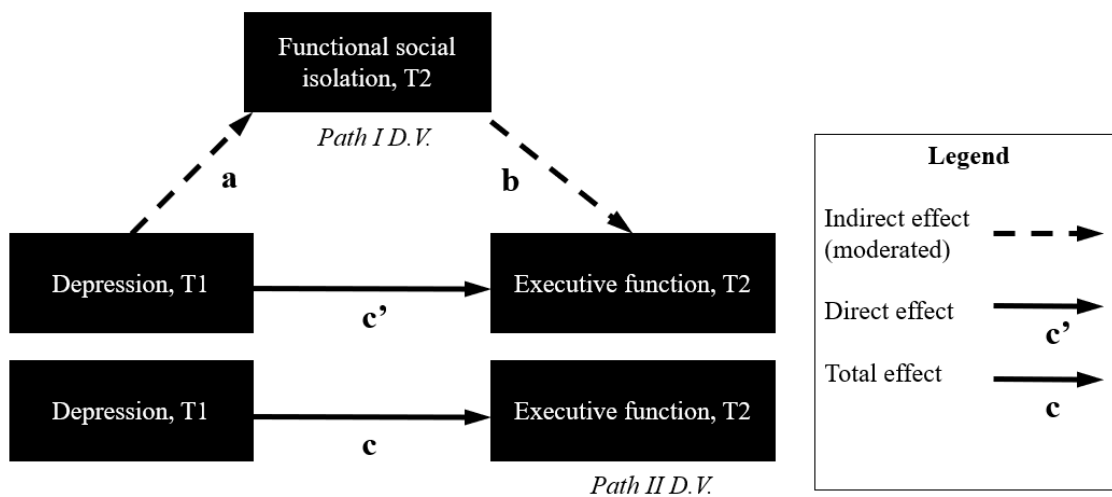 Functional social
isolation, T2
Path I D.V.
a
b
Depression, T1
Executive function, T2
c’
Depression, T1
Executive function, T2
c
Path II D.V.
Legend
Indirect effect
(moderated)
Direct effect
c’
Total effect
c